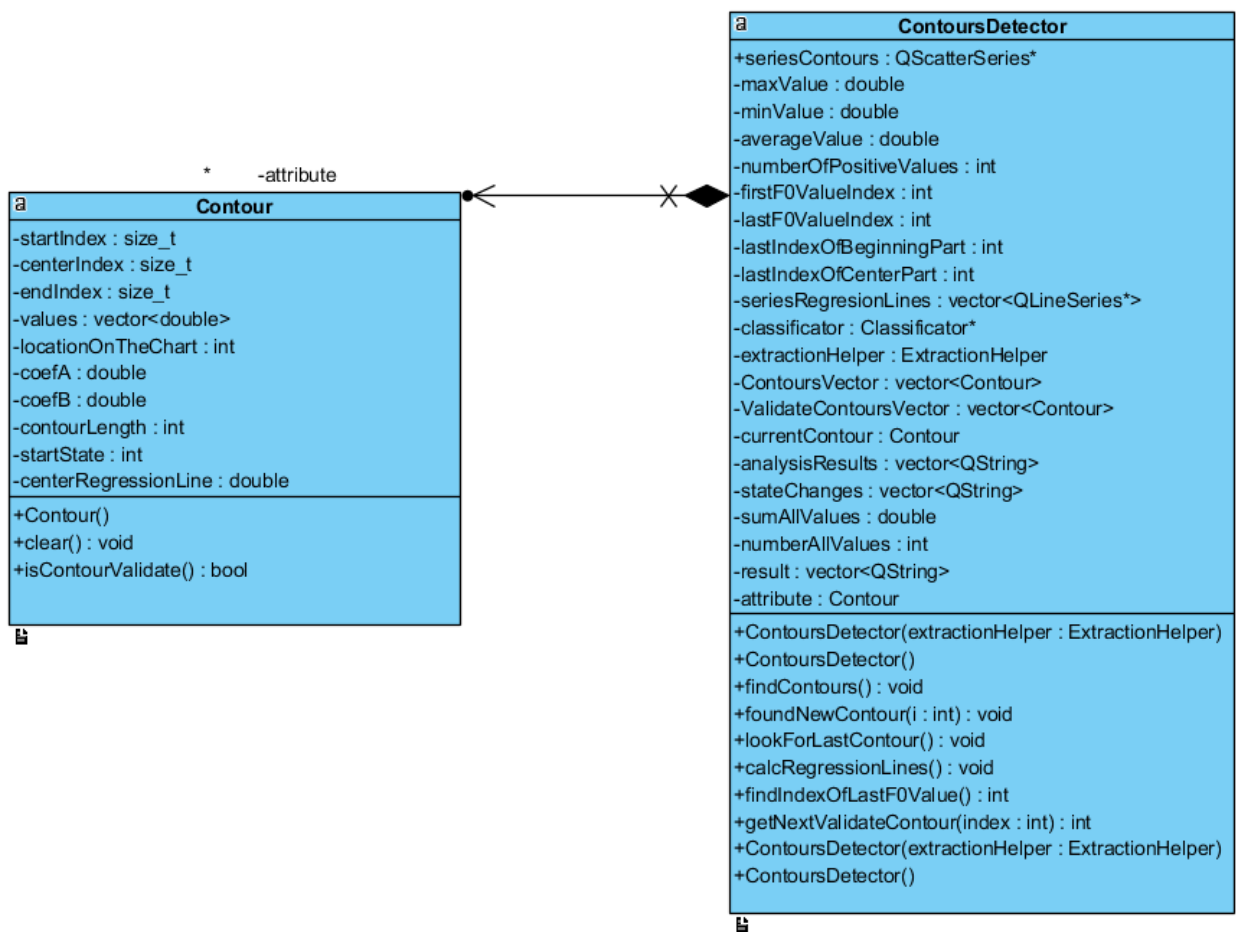 * -attribute
a
Contour
-startIndex : size_t
-centerIndex : size_t
-endIndex : size_t
-values : vector<double>
-locationOnTheChart : int
-coefA : double
-coefB : double
-contourLength : int
-startState : int
-centerRegressionLine : double
+Contour()
+clear() : void
+isContourValidate() : bool
a
ContoursDetector
+seriesContours : QScatterSeries*
-maxValue : double
-minValue : double
-averageValue : double
-numberOfPositiveValues : int
-firstF0ValueIndex : int
-lastF0ValueIndex : int
-lastIndexOfBeginningPart : int
-lastIndexOfCenterPart : int
-seriesRegresionLines : vector<QLineSeries*>
-classificator : Classificator*
-extractionHelper : ExtractionHelper
-ContoursVector : vector<Contour>
-ValidateContoursVector : vector<Contour>
-currentContour : Contour
-analysisResults : vector<QString>
-stateChanges : vector<QString>
-sumAllValues : double
-numberAllValues : int
-result : vector<QString>
-attribute : Contour
+ContoursDetector(extractionHelper : ExtractionHelper)
+ContoursDetector()
+findContours() : void
+foundNewContour(i : int) : void
+lookForLastContour() : void
+calcRegressionLines() : void
+findIndexOfLastF0Value() : int
+getNextValidateContour(index : int) : int
+ContoursDetector(extractionHelper : ExtractionHelper)
+ContoursDetector()